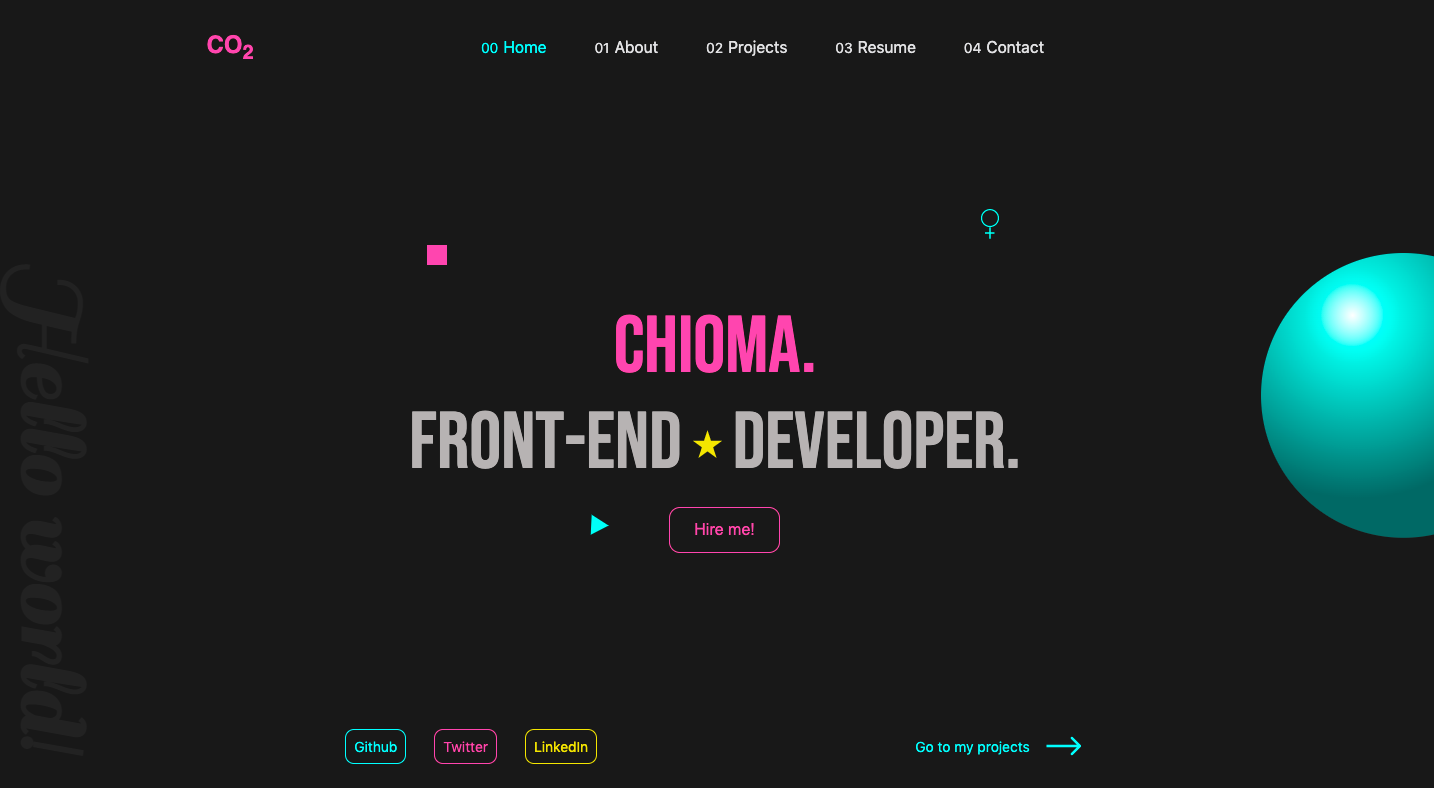 CO2
00 Home 01 About 02 Projects 03 Resume 04 Contact
CHIOMA.
FRONT-END ★ DEVELOPER.
Hire me!
Hello world!
Github Twitter LinkedIn Go to my projects